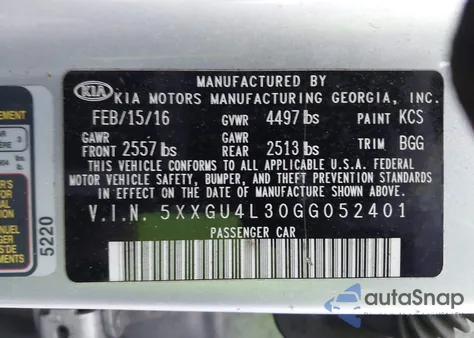 KIA
MANUFACTURED BY
KIA MOTORS MANUFACTURING GEORGIA, INC.
FEB/15/16 GVWR 4497 lbs PAINT KCS
GAWR FRONT 2557 lbs GAWR REAR 2513 lbs TRIM BGG
THIS VEHICLE CONFORMS TO ALL APPLICABLE U.S.A. FEDERAL
MOTOR VEHICLE SAFETY, BUMPER, AND THEFT STANDARDS
IN EFFECT ON THE DATE OF MANUFACTURE SHOWN ABOVE.
V.I.N. 5XXGU4L30GG052401
PASSENGER CAR
5220
autoSnap